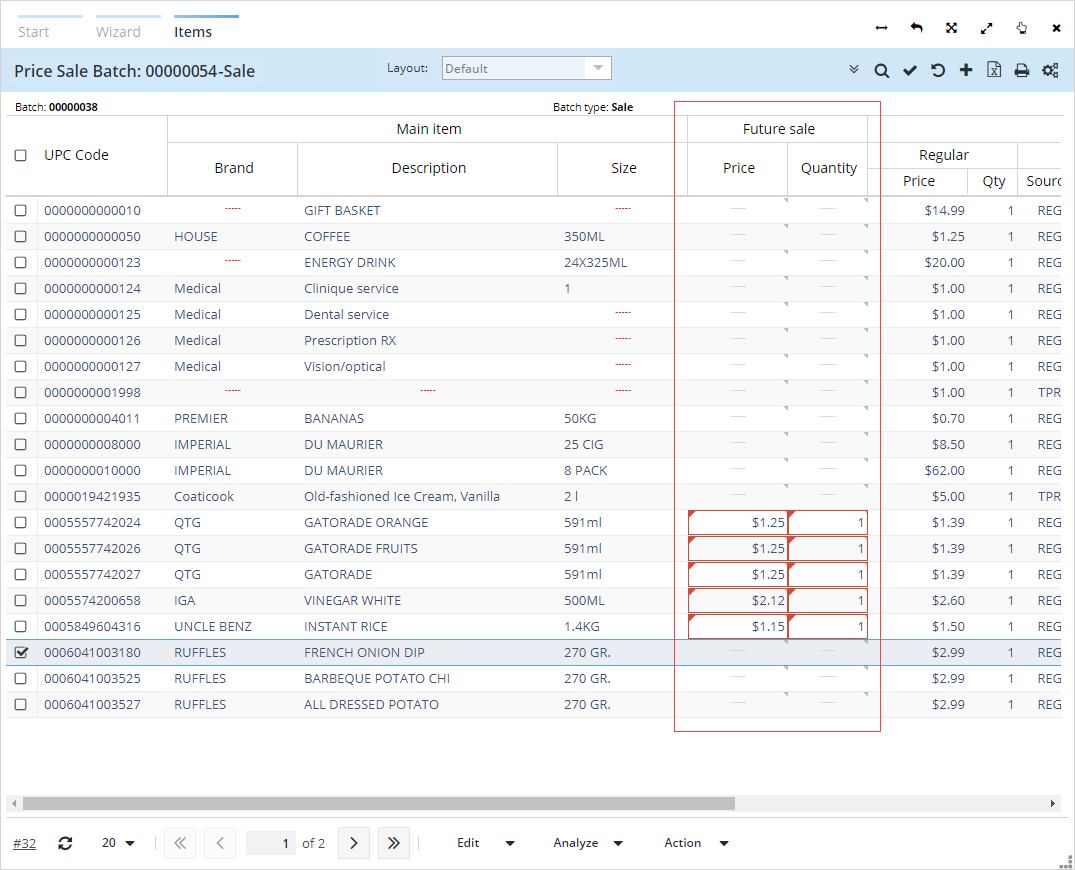 Start Wizard Items
Price Sale Batch: 00000054-Sale Layout: Default
Batch: 00000038 Batch type: Sale
UPC Code Main item Future sale
Brand Description Size Price Quantity Regular
Price Qty Sourc
0000000000010 ----- GIFT BASKET ----- ----- ----- $14.99 1 REG
0000000000050 HOUSE COFFEE 350ML ----- ----- $1.25 1 REG
0000000000123 ----- ENERGY DRINK 24X325ML ----- ----- $20.00 1 REG
0000000000124 Medical Clinique service 1 ----- ----- $1.00 1 REG
0000000000125 Medical Dental service ----- ----- ----- $1.00 1 REG
0000000000126 Medical Prescription RX ----- ----- ----- $1.00 1 REG
0000000000127 Medical Vision/optical ----- ----- ----- $1.00 1 REG
0000000001998 ----- ----- ----- ----- ----- $1.00 1 TPR
0000000004011 PREMIER BANANAS 50KG ----- ----- $0.70 1 REG
0000000008000 IMPERIAL DU MAURIER 25 CIG ----- ----- $8.50 1 REG
0000000010000 IMPERIAL DU MAURIER 8 PACK ----- ----- $62.00 1 REG
0000019421935 Coaticook Old-fashioned Ice Cream, Vanilla 2 l ----- ----- $5.00 1 TPR
0005557742024 QTG GATORADE ORANGE 591ml $1.25 1 $1.39 1 REG
0005557742026 QTG GATORADE FRUITS 591ml $1.25 1 $1.39 1 REG
0005557742027 QTG GATORADE 591ml $1.25 1 $1.39 1 REG
0005574200658 IGA VINEGAR WHITE 500ML $2.12 1 $2.60 1 REG
0005849604316 UNCLE BENZ INSTANT RICE 1.4KG $1.15 1 $1.50 1 REG
0006041003180 RUFFLES FRENCH ONION DIP 270 GR. ----- ----- $2.99 1 REG
0006041003525 RUFFLES BARBEQUE POTATO CHI 270 GR. ----- ----- $2.99 1 REG
0006041003527 RUFFLES ALL DRESSED POTATO 270 GR. ----- ----- $2.99 1 REG
#32 20 1 of 2 Edit Analyze Action